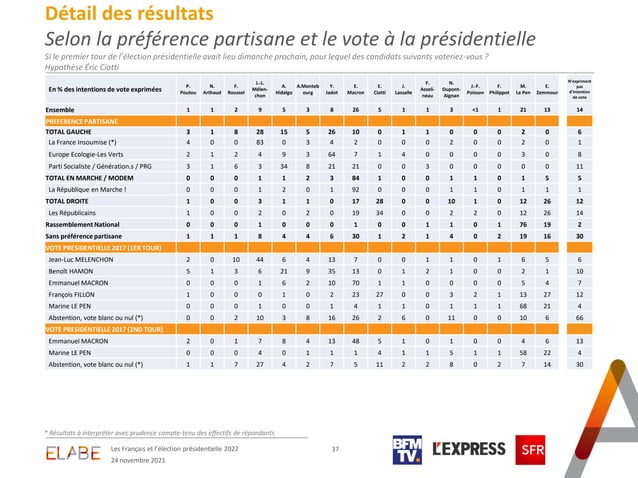 Détail des résultats
Selon la préférence partisane et le vote à la présidentielle
Si le premier tour de l'élection présidentielle avait lieu dimanche prochain, pour lequel des candidats suivants voteriez-vous ?
Hypothèse Éric Ciotti
En % des intentions de vote exprimées P. Poutou N. Arthaud F. Roussel J.-L. Mélen-chon A. Hidalgo A.Monteb ourg Y. Jadot E. Macron E. Ciotti J. Lassalle F. Asseli-neau N. Dupont-Aignan J.-F. Poisson F. Philippot M. Le Pen E. Zemmour N'expriment pas d'intention de vote
Ensemble 1 1 2 9 5 3 8 26 5 1 1 3 <1 1 21 13 14
PREFERENCE PARTISANE
TOTAL GAUCHE 3 1 8 28 15 5 26 10 0 1 1 0 0 0 2 0 6
La France Insoumise (*) 4 0 0 83 0 3 4 2 0 0 0 2 0 0 2 0 1
Europe Ecologie-Les Verts 2 1 2 4 9 3 64 7 1 4 0 0 0 0 3 0 8
Parti Socialiste / Génération.s / PRG 3 1 6 3 34 8 21 21 0 0 3 0 0 0 0 0 11
TOTAL EN MARCHE / MODEM 0 0 0 1 1 2 3 84 1 0 0 1 1 0 1 5 5
La République en Marche ! 0 0 0 1 2 0 1 92 0 0 0 1 1 0 1 1 1
TOTAL DROITE 1 0 0 3 1 1 0 17 28 0 0 10 1 0 12 26 12
Les Républicains 1 0 0 2 0 2 0 19 34 0 0 2 2 0 12 26 14
Rassemblement National 0 0 0 1 0 0 0 1 0 0 1 1 0 1 76 19 2
Sans préférence partisane 1 1 1 8 4 4 6 30 1 2 1 4 0 2 19 16 30
VOTE PRESIDENTIELLE 2017 (1ER TOUR)
Jean-Luc MELENCHON 2 0 10 44 6 4 13 7 0 0 1 1 0 1 6 5 6
Benoît HAMON 5 1 3 6 21 9 35 13 0 1 2 1 0 0 2 1 10
Emmanuel MACRON 0 0 0 1 6 2 10 70 1 1 0 0 0 0 5 4 7
François FILLON 1 0 0 0 1 0 2 23 27 0 0 3 2 1 13 27 12
Marine LE PEN 0 0 0 1 0 0 1 4 1 1 0 1 1 1 68 21 4
Abstention, vote blanc ou nul (*) 0 0 2 10 3 8 16 26 2 6 0 11 0 0 10 6 66
VOTE PRESIDENTIELLE 2017 (2ND TOUR)
Emmanuel MACRON 2 0 1 7 8 4 13 48 5 1 0 1 0 0 4 6 13
Marine LE PEN 0 0 0 4 0 1 1 1 4 1 1 5 1 1 58 22 4
Abstention, vote blanc ou nul (*) 1 1 7 27 4 2 7 5 11 2 2 8 0 2 7 14 30
* Résultats à interpréter avec prudence compte-tenu des effectifs de répondants
ELABE Les Français et l'élection présidentielle 2022 37 BFM TV. L'EXPRESS SFR
24 novembre 2021